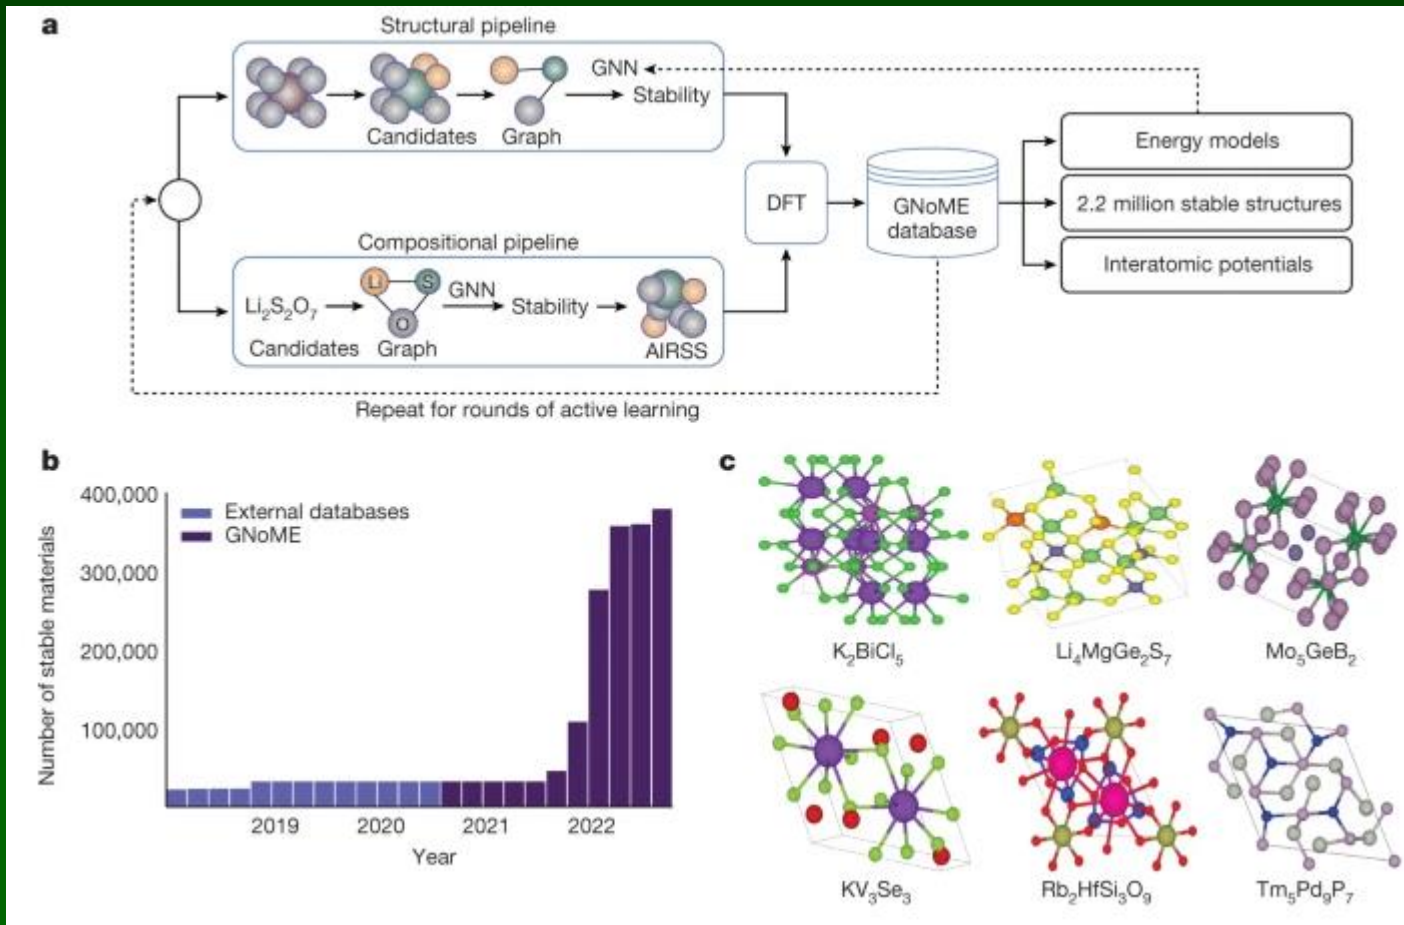 a
Structural pipeline
GNN
Stability
Candidates
Graph
Energy models
2.2 million stable structures
Interatomic potentials
DFT
GNoME
database
Compositional pipeline
Li₂S₂O₇
Li
S
O
GNN
Stability
Candidates
Graph
AIRSS
Repeat for rounds of active learning
b
400,000
300,000
200,000
100,000
Number of stable materials
External databases
GNoME
2019
2020
2021
2022
Year
c
K₂BiCl₅
Li₄MgGe₂S₇
Mo₅GeB₂
KV₃Se₃
Rb₂HfSi₃O₉
Tm₅Pd₉P₇